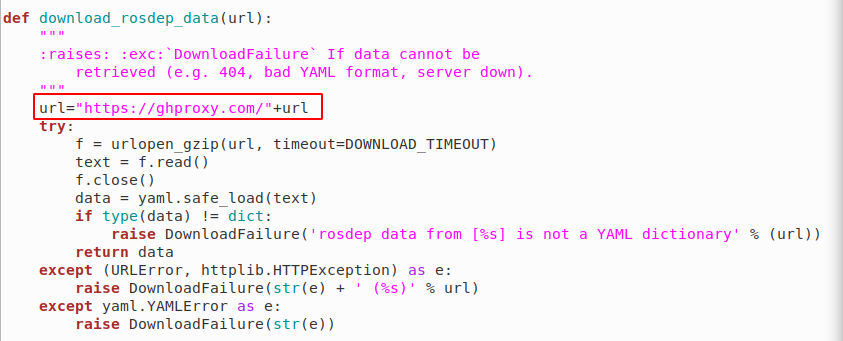 def download_rosdep_data(url):
    """
    :raises: :exc:`DownloadFailure` If data cannot be
        retrieved (e.g. 404, bad YAML format, server down).
    """
    url="https://ghproxy.com/"+url
    try:
        f = urlopen_gzip(url, timeout=DOWNLOAD_TIMEOUT)
        text = f.read()
        f.close()
        data = yaml.safe_load(text)
        if type(data) != dict:
            raise DownloadFailure('rosdep data from [%s] is not a YAML dictionary' % (url))
        return data
    except (URLError, httplib.HTTPException) as e:
        raise DownloadFailure(str(e) + ' (%s)' % url)
    except yaml.YAMLError as e:
        raise DownloadFailure(str(e))